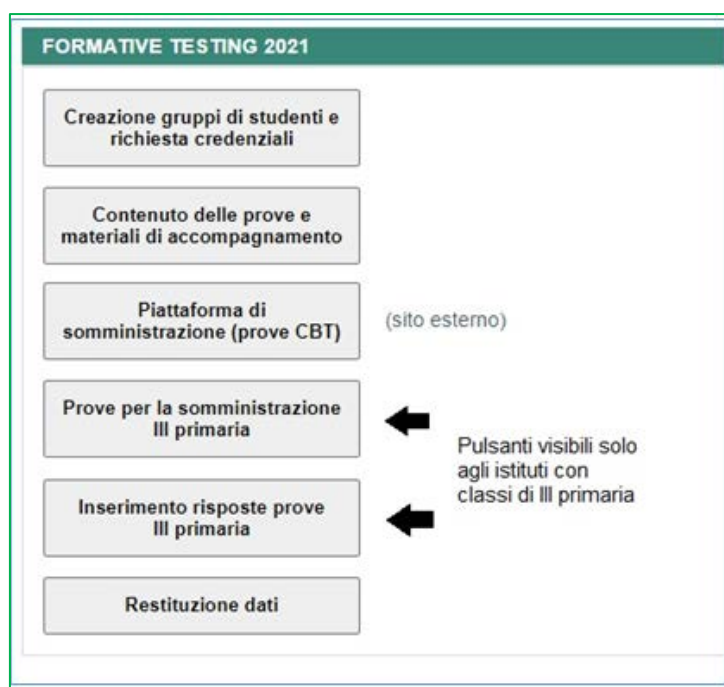 FORMATIVE TESTING 2021
Creazione gruppi di studenti e
richiesta credenziali
Contenuto delle prove e
materiali di accompagnamento
Piattaforma di
somministrazione (prove CBT)
(sito esterno)
Prove per la somministrazione
III primaria
Pulsanti visibili solo
agli istituti con
classi di III primaria
Inserimento risposte prove
III primaria
Restituzione dati